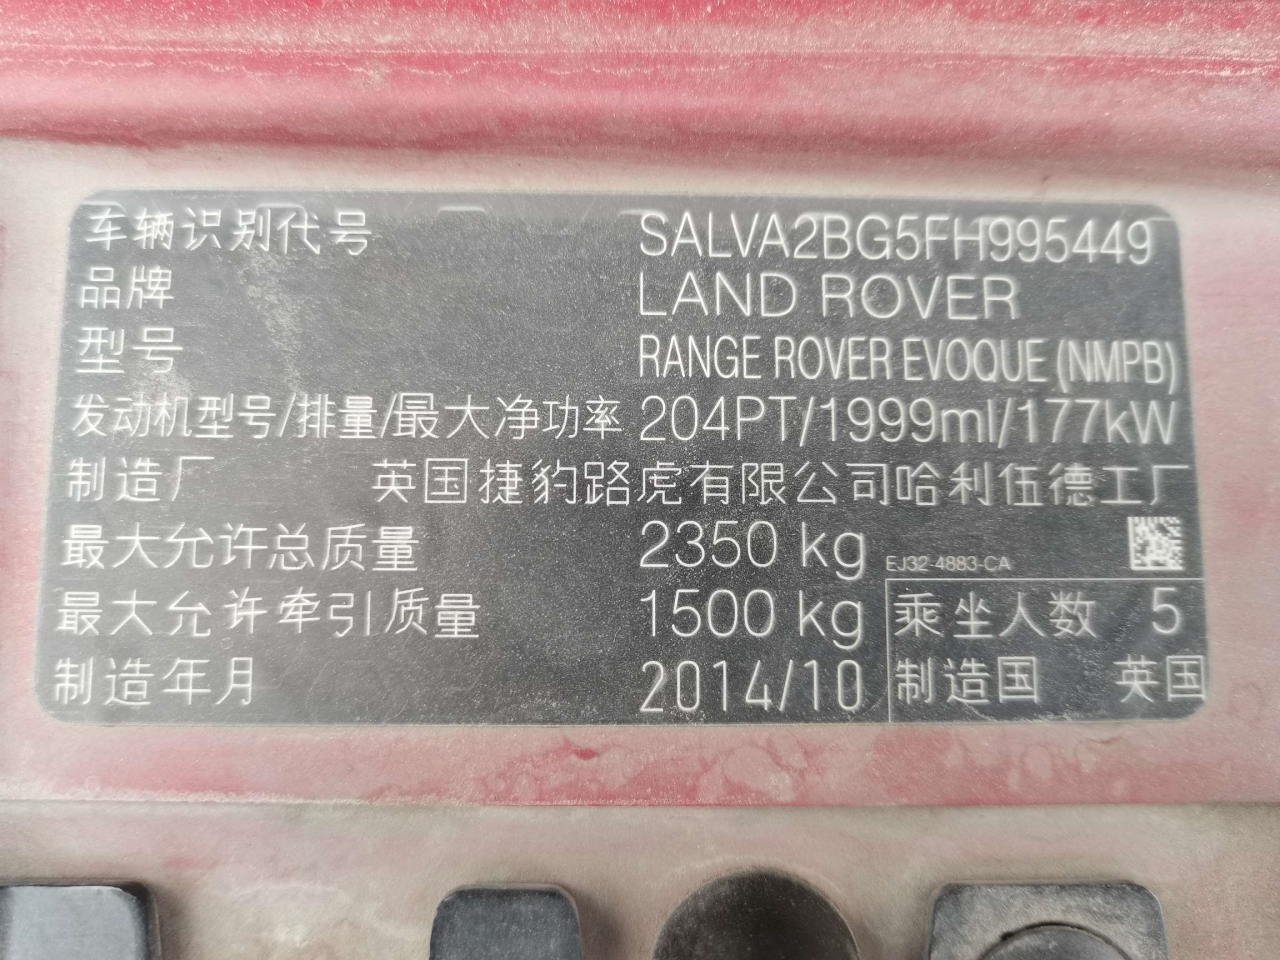 车辆识别代号 SALVA2BG5FH995449
品牌 LAND ROVER
型号 RANGE ROVER EVOQUE (NMPB)
发动机型号/排量/最大净功率 204PT/1999ml/177kW
制造厂 英国捷豹路虎有限公司哈利伍德工厂
最大允许总质量 2350 kg EJ32-4883-CA
最大允许牵引质量 1500 kg 乘坐人数 5
制造年月 2014/10 制造国 英国